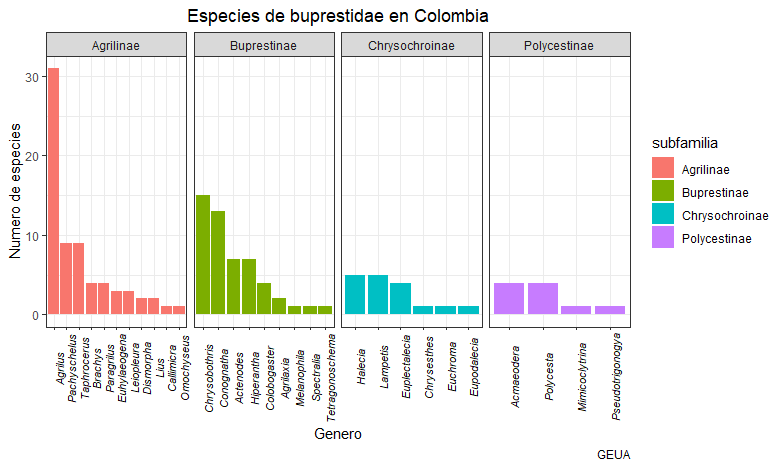 Especies de buprestidae en Colombia
Agrilinae
Buprestinae
Chrysochroinae
Polycestinae
Numero de especies
30
20
10
0
Agrilus
Pachyschelus
Taphrocerus
Brachys
Paragrilus
Euhylaeogena
Leiopleura
Dismorpha
Lius
Callimicra
Omochyseus
Chrysobothris
Conognatha
Actenodes
Hiperantha
Colobogaster
Agrilaxia
Melanophila
Spectralia
Tetragonoschema
Halecia
Lampetis
Euplectalecia
Chrysesthes
Euchroma
Eupodalecia
Acmaeodera
Polycesta
Mimicoclytrina
Pseudotrigonogya
Genero
subfamilia
Agrilinae
Buprestinae
Chrysochroinae
Polycestinae
GEUA